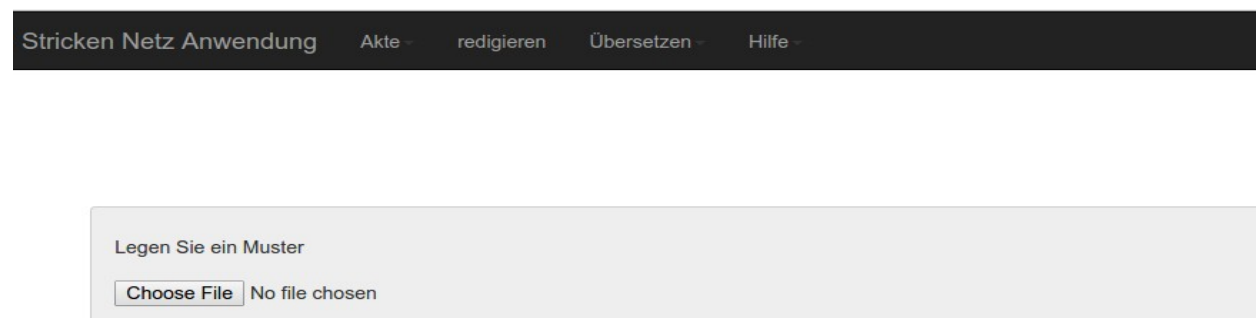 Stricken Netz Anwendung Akte redigieren Übersetzen Hilfe
Legen Sie ein Muster
Choose File No file chosen